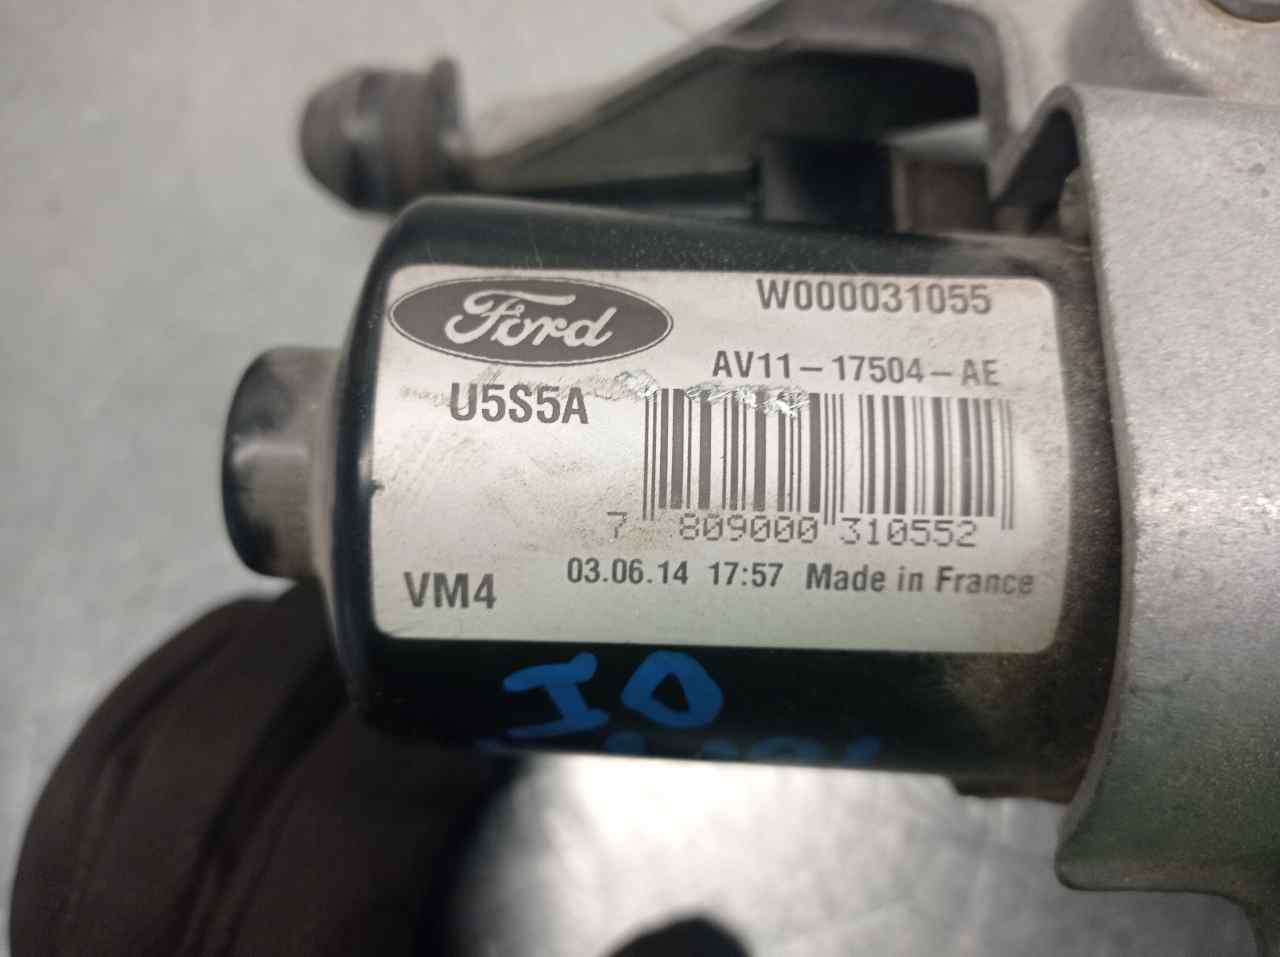 Ford
W000031055
AV11-17504-AE
U5S5A
7 809000 310552
03.06.14 17:57 Made in France
VM4